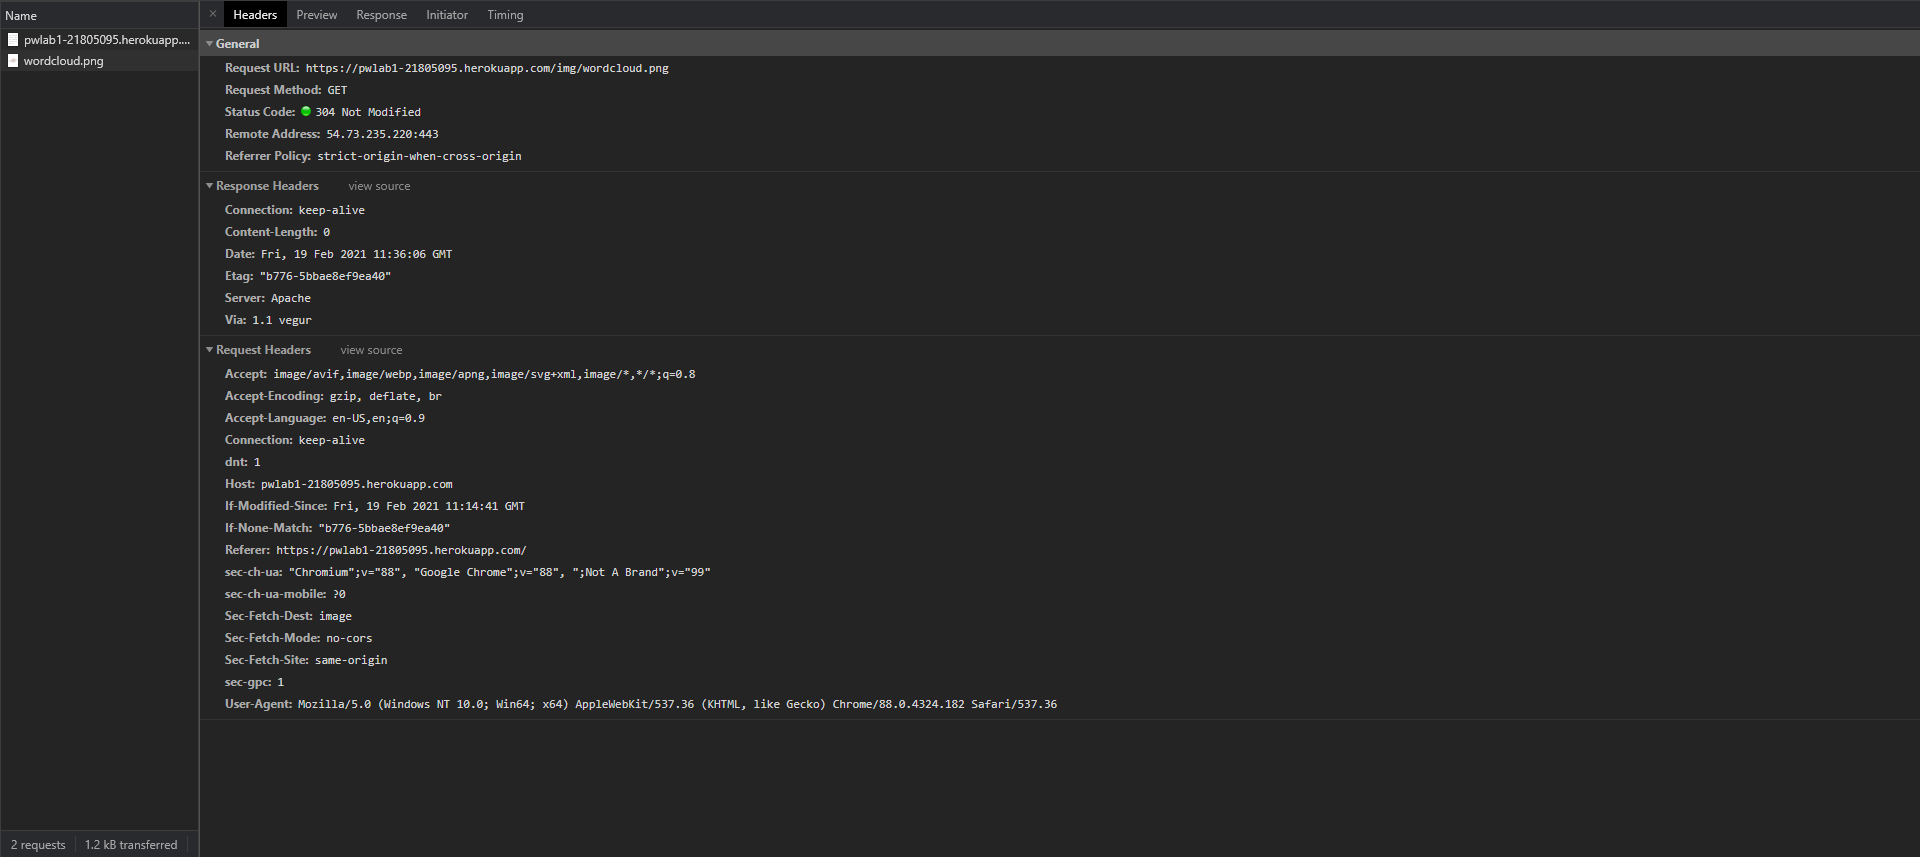 Name
× Headers Preview Response Initiator Timing
pwlab1-21805095.herokuapp....
wordcloud.png
General
Request URL: https://pwlab1-21805095.herokuapp.com/img/wordcloud.png
Request Method: GET
Status Code: 304 Not Modified
Remote Address: 54.73.235.220:443
Referrer Policy: strict-origin-when-cross-origin
Response Headers view source
Connection: keep-alive
Content-Length: 0
Date: Fri, 19 Feb 2021 11:36:06 GMT
Etag: "b776-5bbae8ef9ea40"
Server: Apache
Via: 1.1 vegur
Request Headers view source
Accept: image/avif,image/webp,image/apng,image/svg+xml,image/*,*/*;q=0.8
Accept-Encoding: gzip, deflate, br
Accept-Language: en-US,en;q=0.9
Connection: keep-alive
dnt: 1
Host: pwlab1-21805095.herokuapp.com
If-Modified-Since: Fri, 19 Feb 2021 11:14:41 GMT
If-None-Match: "b776-5bbae8ef9ea40"
Referer: https://pwlab1-21805095.herokuapp.com/
sec-ch-ua: "Chromium";v="88", "Google Chrome";v="88", ";Not A Brand";v="99"
sec-ch-ua-mobile: ?0
Sec-Fetch-Dest: image
Sec-Fetch-Mode: no-cors
Sec-Fetch-Site: same-origin
sec-gpc: 1
User-Agent: Mozilla/5.0 (Windows NT 10.0; Win64; x64) AppleWebKit/537.36 (KHTML, like Gecko) Chrome/88.0.4324.182 Safari/537.36
2 requests 1.2 kB transferred